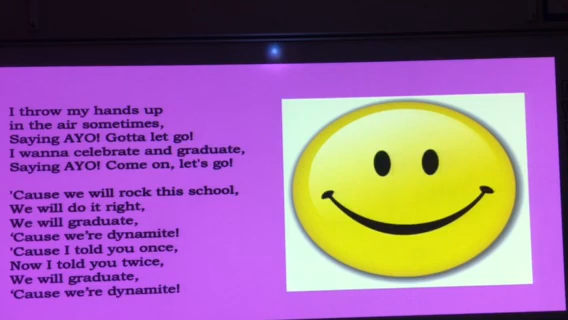 I throw my hands up
in the air sometimes,
Saying AYO! Gotta let go!
I wanna celebrate and graduate,
Saying AYO! Come on, let's go!
'Cause we will rock this school,
We will do it right,
We will graduate,
'Cause we're dynamite!
'Cause I told you once,
Now I told you twice,
We will graduate,
'Cause we're dynamite!